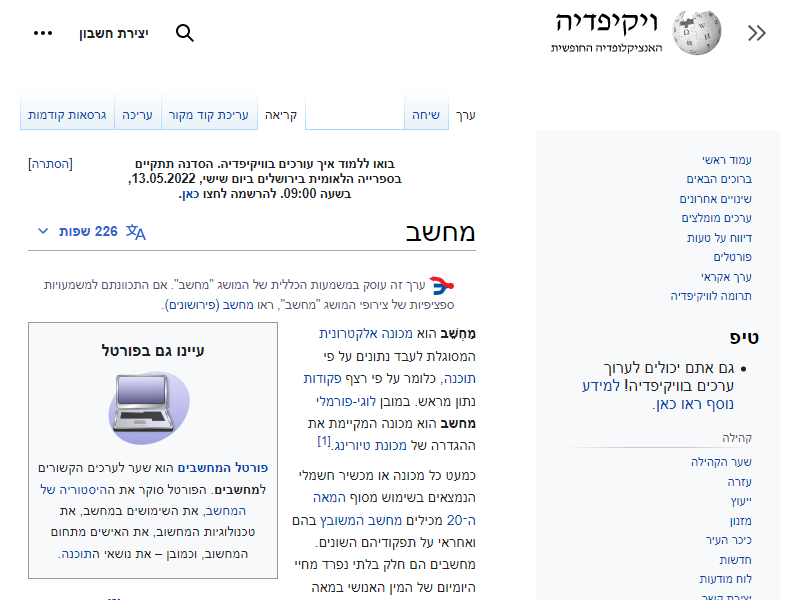 ויקיפדיה
האנציקלופדיה החופשית
יצירת חשבון
עמוד ראשי
ברוכים הבאים
שינויים אחרונים
ערכים מומלצים
דיווח על טעות
פורטלים
ערך אקראי
תרומה לוויקיפדיה
טיפ
גם אתם יכולים לערוך
ערכים בוויקיפדיה! למידע
נוסף ראו כאן.
קהילה
שער הקהילה
עזרה
ייעוץ
מזנון
כיכר העיר
חדשות
לוח מודעות
יצירת קשר
ערך
שיחה
קריאה
עריכת קוד מקור
עריכה
גרסאות קודמות
בואו ללמוד איך עורכים בוויקיפדיה. הסדנה תתקיים
בספרייה הלאומית בירושלים ביום שישי, 13.05.2022,
בשעה 09:00. להרשמה לחצו כאן.
[הסתרה]
מחשב
226 שפות
ערך זה עוסק במשמעות הכללית של המושג "מחשב". אם התכוונתם למשמעויות
ספציפיות של צירופי המושג "מחשב", ראו מחשב (פירושונים).
מַחְשֵׁב הוא מכונה אלקטרונית
המסוגלת לעבד נתונים על פי
תוכנה, כלומר על פי רצף פקודות
נתון מראש. במובן לוגי-פורמלי
מחשב הוא מכונה המקיימת את
ההגדרה של מכונת טיורינג.[1]
כמעט כל מכונה או מכשיר חשמלי
הנמצאים בשימוש מסוף המאה
ה-20 מכילים מחשב המשובץ בהם
ואחראי על תפקודיהם השונים.
מחשבים הם חלק בלתי נפרד מחיי
היומיום של המין האנושי במאה
עיינו גם בפורטל
פורטל המחשבים הוא שער לערכים הקשורים
למחשבים. הפורטל סוקר את ההיסטוריה של
המחשב, את השימושים במחשב, את
טכנולוגיות המחשוב, את האישים מתחום
המחשוב, וכמובן – את נושאי התוכנה.